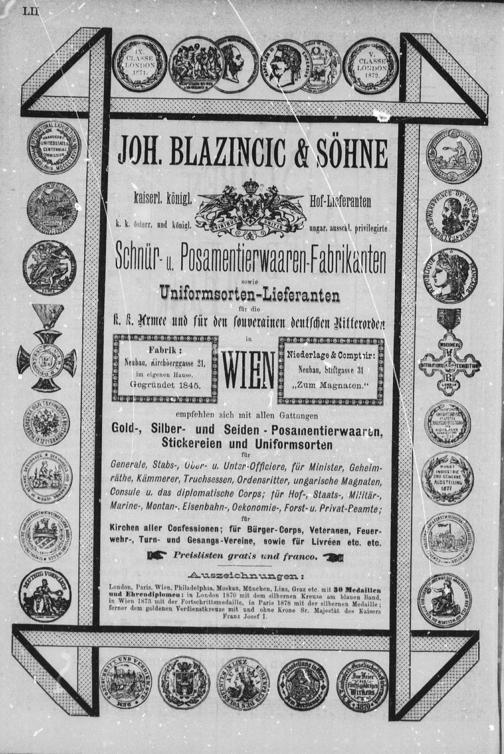 LII
IV.
CLASSE
LONDON
1871.
V.
CLASSE
LONDON
1872.
JOH. BLAZINCIC & SÖHNE
kaiserl. königl.
Hof-Lieferanten
k. k. österr. und königl.
ungar. ausschl. privilegirte
Schnür- u. Posamentierwaaren-Fabrikanten
sowie
Uniformsorten-Lieferanten
für die
k. k. Armee und für den souverainen deutschen Ritterorden
in
Fabrik:
Neubau, Kirchberggasse 21,
im eigenen Hause.
Gegründet 1845.
WIEN
Niederlage & Comptoir:
Neubau, Stiftgasse 31
„Zum Magnaten."
empfehlen sich mit allen Gattungen
Gold-, Silber- und Seiden-Posamentierwaaren,
Stickereien und Uniformsorten
für
Generale, Stabs-, Ober- u. Unter-Officiere, für Minister, Geheim-
räthe, Kämmerer, Truchsessen, Ordensritter, ungarische Magnaten,
Consule u. das diplomatische Corps; für Hof-, Staats-, Militär-,
Marine-, Montan-, Eisenbahn-, Oekonomie-, Forst- u. Privat-Beamte;
für
Kirchen aller Confessionen; für Bürger-Corps, Veteranen, Feuer-
wehr-, Turn- und Gesangs-Vereine, sowie für Livréen etc. etc.
Preislisten gratis und franco.
Auszeichnungen:
London, Paris, Wien, Philadelphia, Moskau, München, Linz, Graz etc. mit 30 Medaillen
und Ehrendiplomen; in London 1870 mit dem silbernen Kreuze am blauen Band,
in Wien 1873 mit der Fortschrittsmedaille, in Paris 1878 mit der silbernen Medaille;
ferner dem goldenen Verdienstkreuze mit und ohne Krone Sr. Majestät des Kaisers
Franz Josef I.